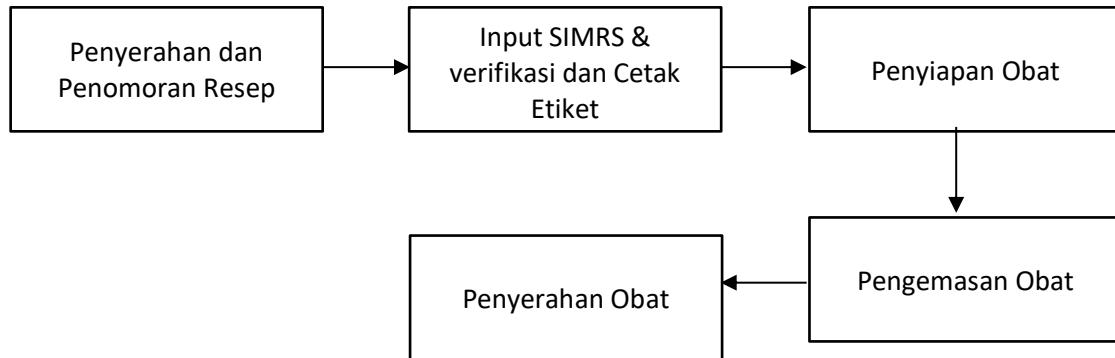 Penyerahan dan
Penomoran Resep
Input SIMRS &
verifikasi dan Cetak
Etiket
Penyiapan Obat
Pengemasan Obat
Penyerahan Obat